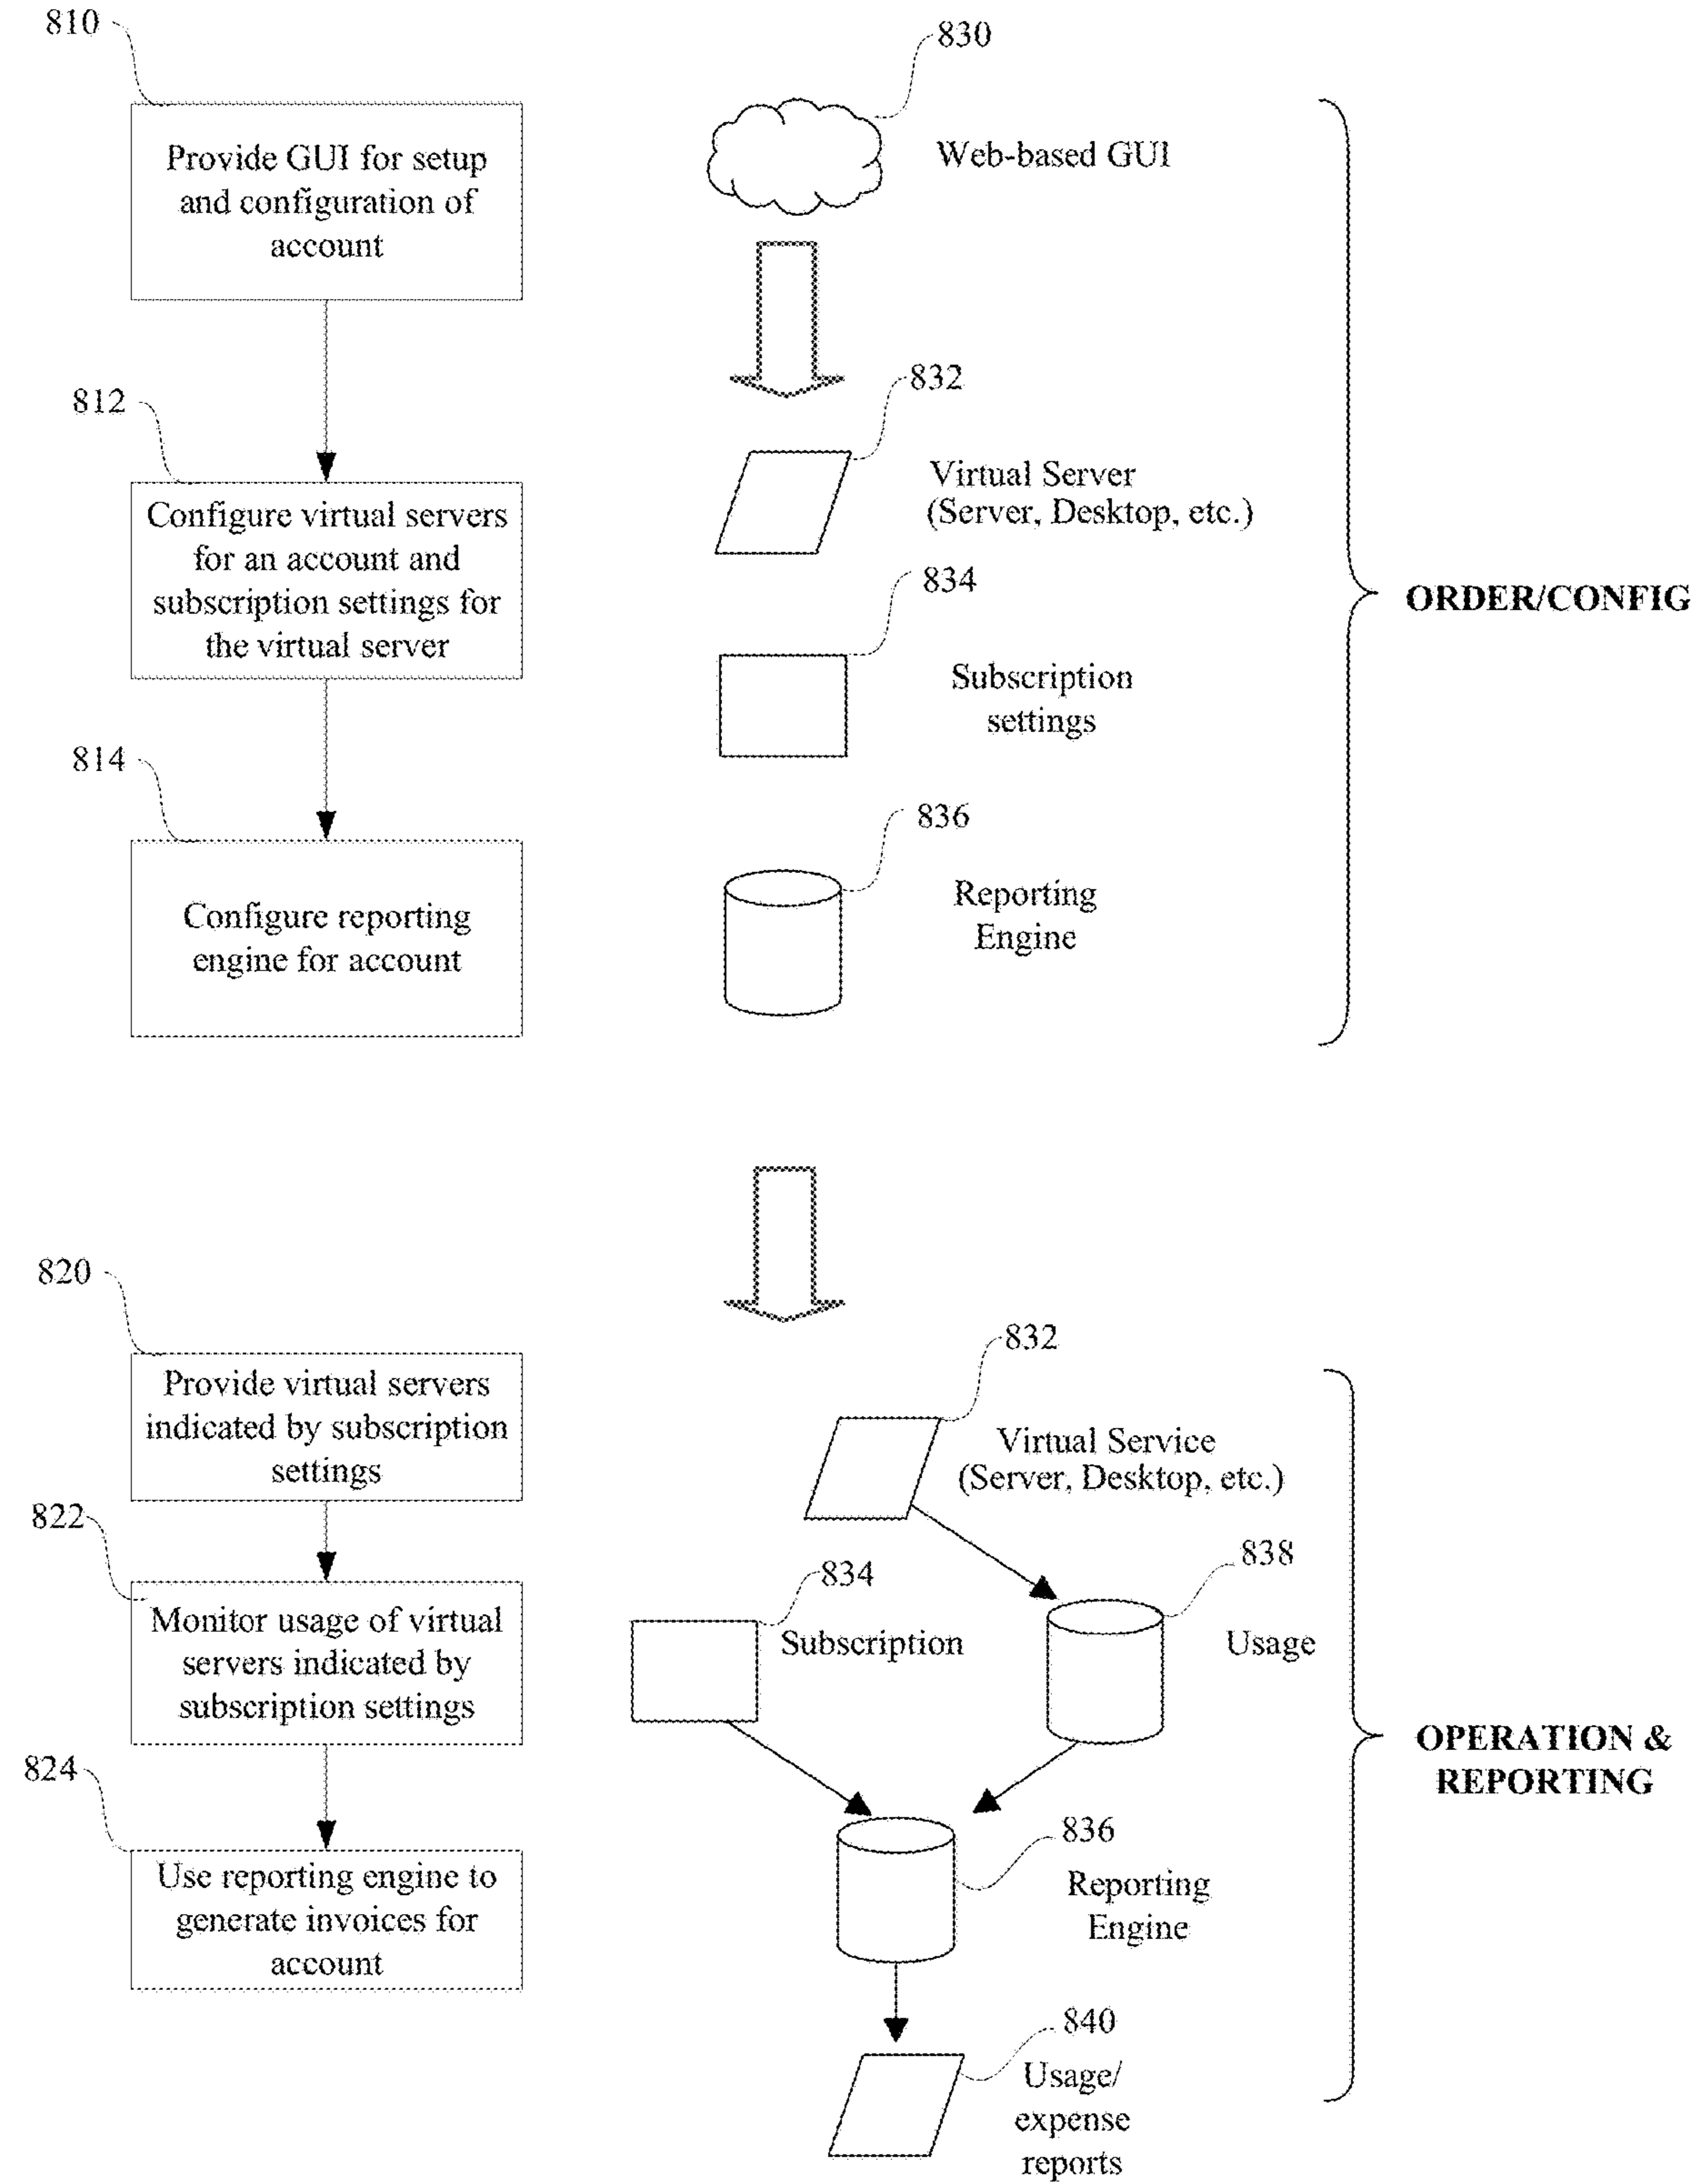 810
830
Provide GUI for setup
and configuration of
account
Web-based GUI
812
832
Configure virtual servers
for an account and
subscription settings for
the virtual server
Virtual Server
(Server, Desktop, etc.)
834
Subscription
settings
ORDER/CONFIG
814
836
Configure reporting
engine for account
Reporting
Engine
820
832
Provide virtual servers
indicated by subscription
settings
Virtual Service
(Server, Desktop, etc.)
822
834
838
Monitor usage of virtual
servers indicated by
subscription settings
Subscription
Usage
OPERATION &
REPORTING
824
836
Use reporting engine to
generate invoices for
account
Reporting
Engine
840
Usage/
expense
reports